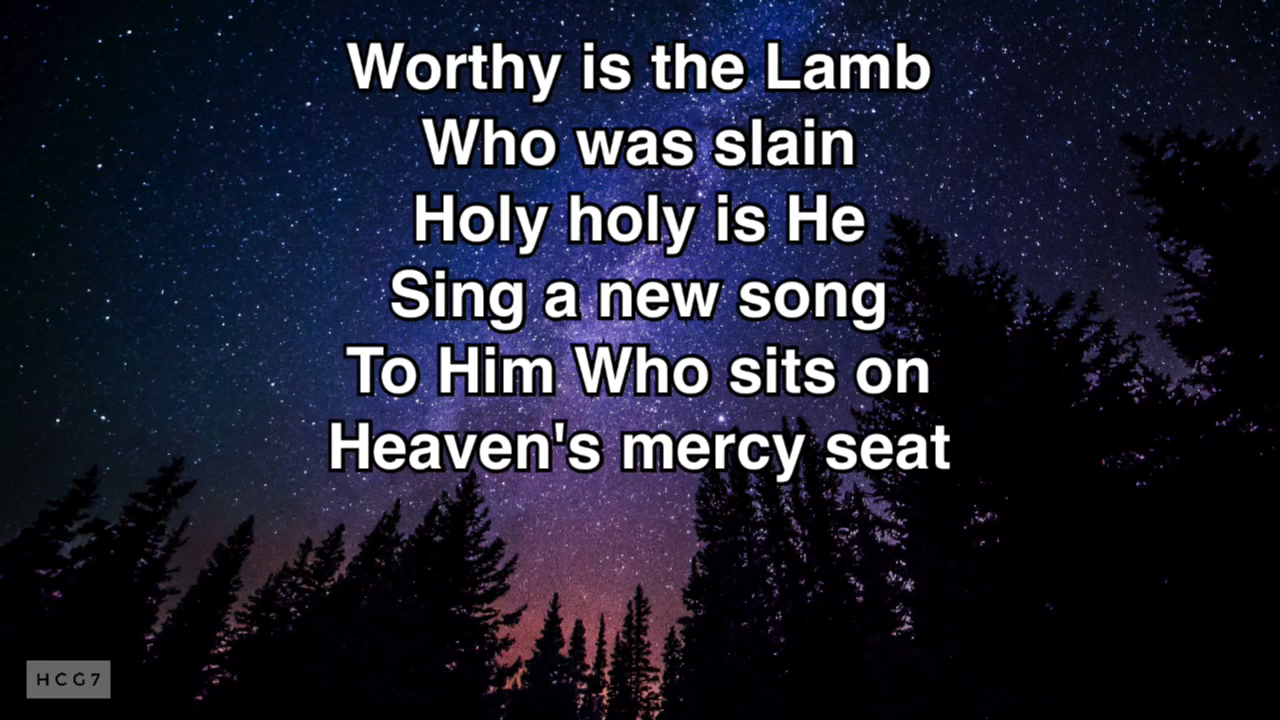 Worthy is the Lamb
Who was slain
Holy holy is He
Sing a new song
To Him Who sits on
Heaven's mercy seat
HCG7